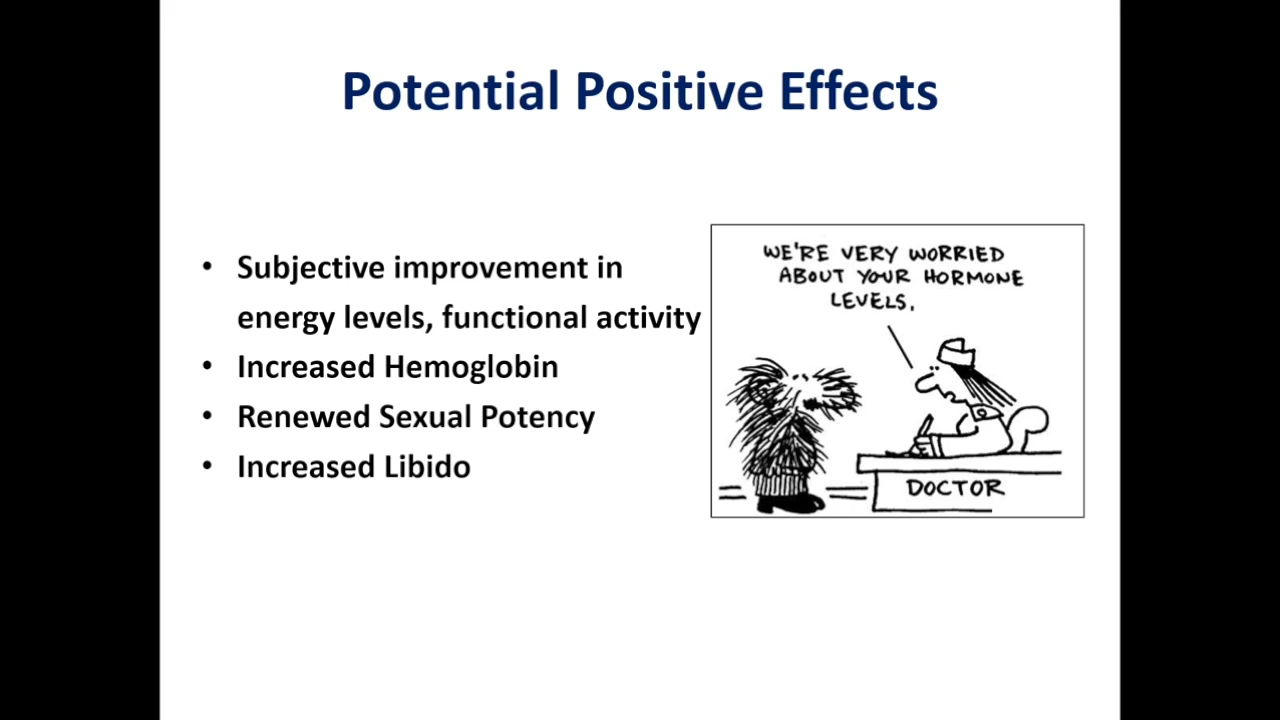 Potential Positive Effects
• Subjective improvement in
energy levels, functional activity
• Increased Hemoglobin
• Renewed Sexual Potency
• Increased Libido
WE'RE VERY WORRIED
ABOUT YOUR HORMONE
LEVELS.
DOCTOR